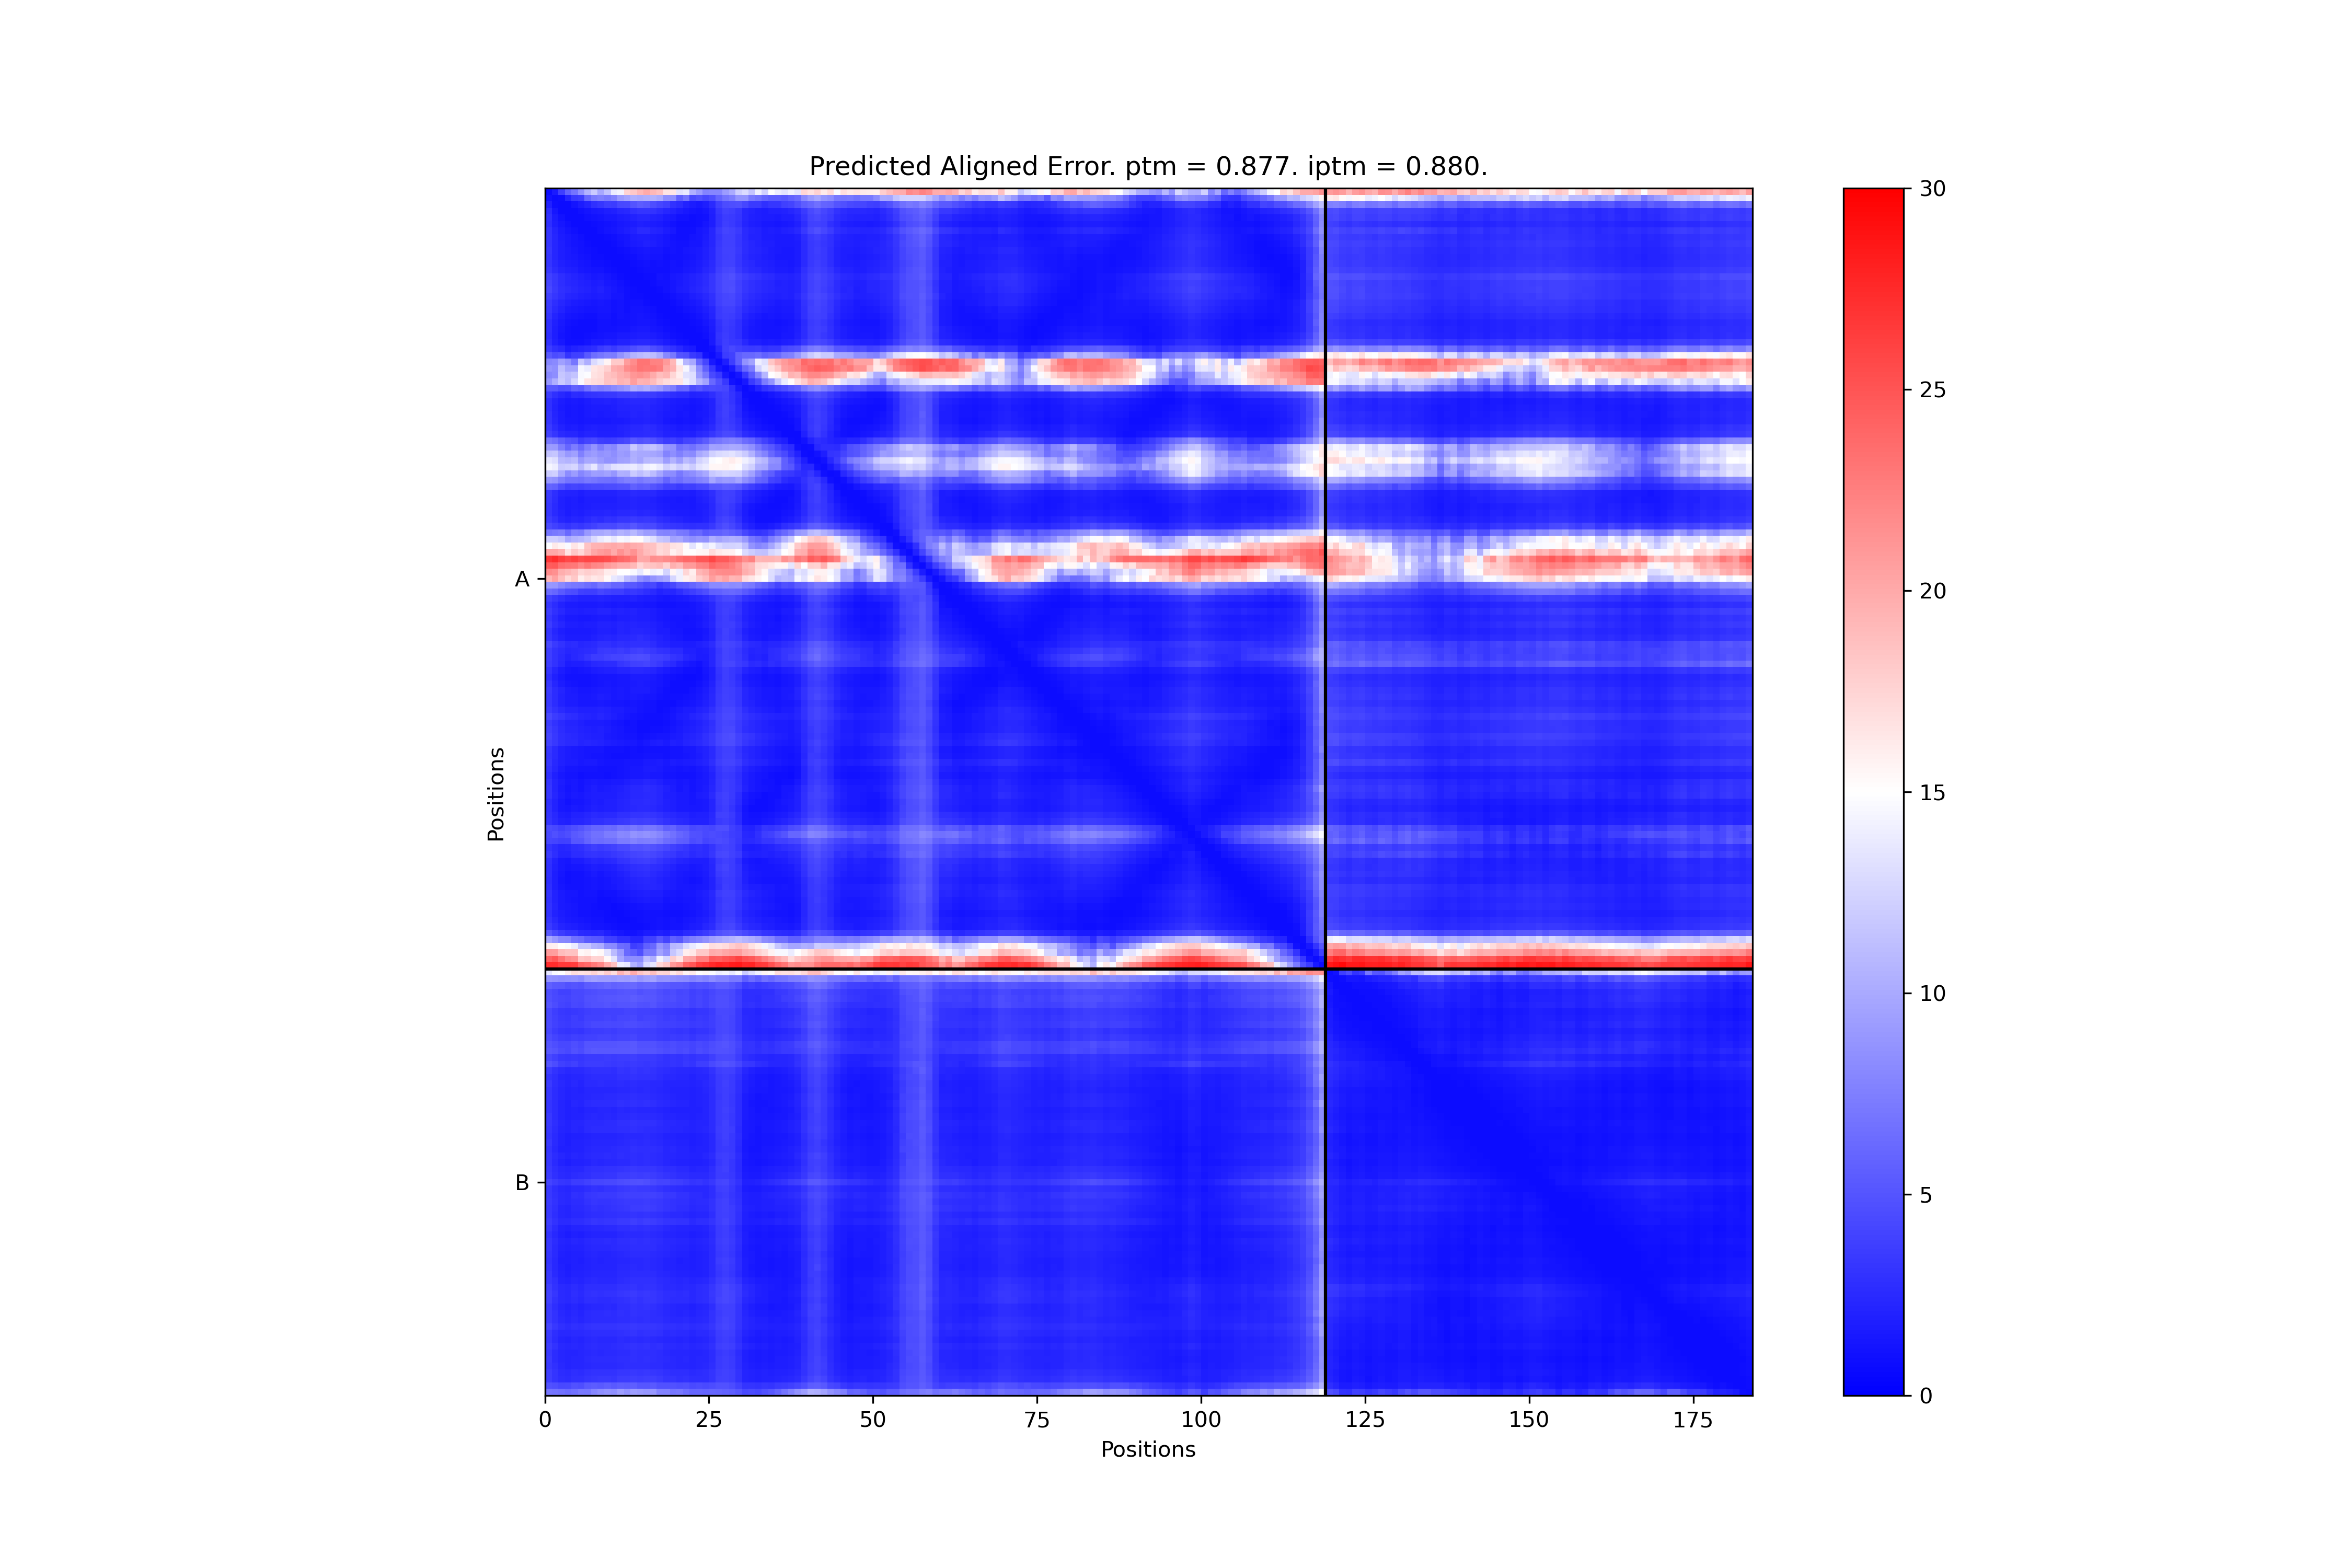 Predicted Aligned Error. ptm = 0.877. iptm = 0.880.
30
25
20
15
10
5
0
A
B
Positions
0 25 50 75 100 125 150 175
Positions